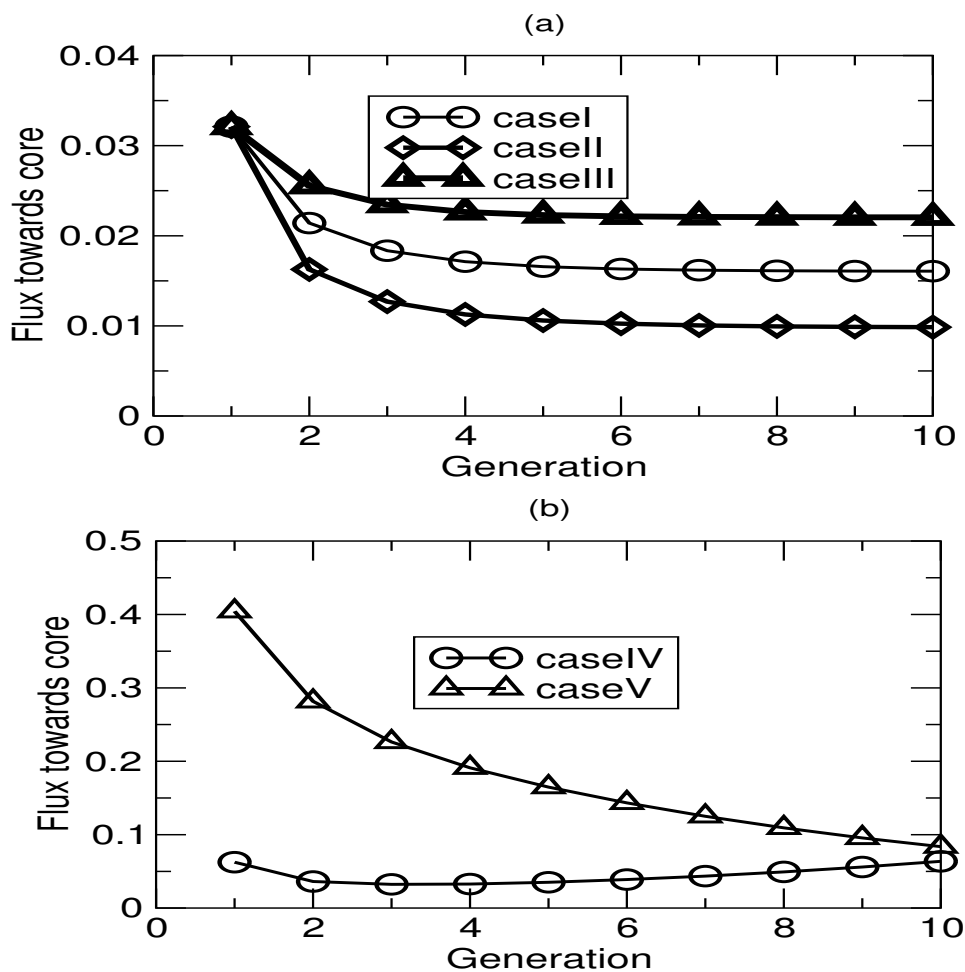 (a)
0.04
0.03
0.02
0.01
0
Flux towards core
caseI
caseII
caseIII
0 2 4 6 8 10
Generation
(b)
0.5
0.4
0.3
0.2
0.1
0
Flux towards core
caseIV
caseV
0 2 4 6 8 10
Generation